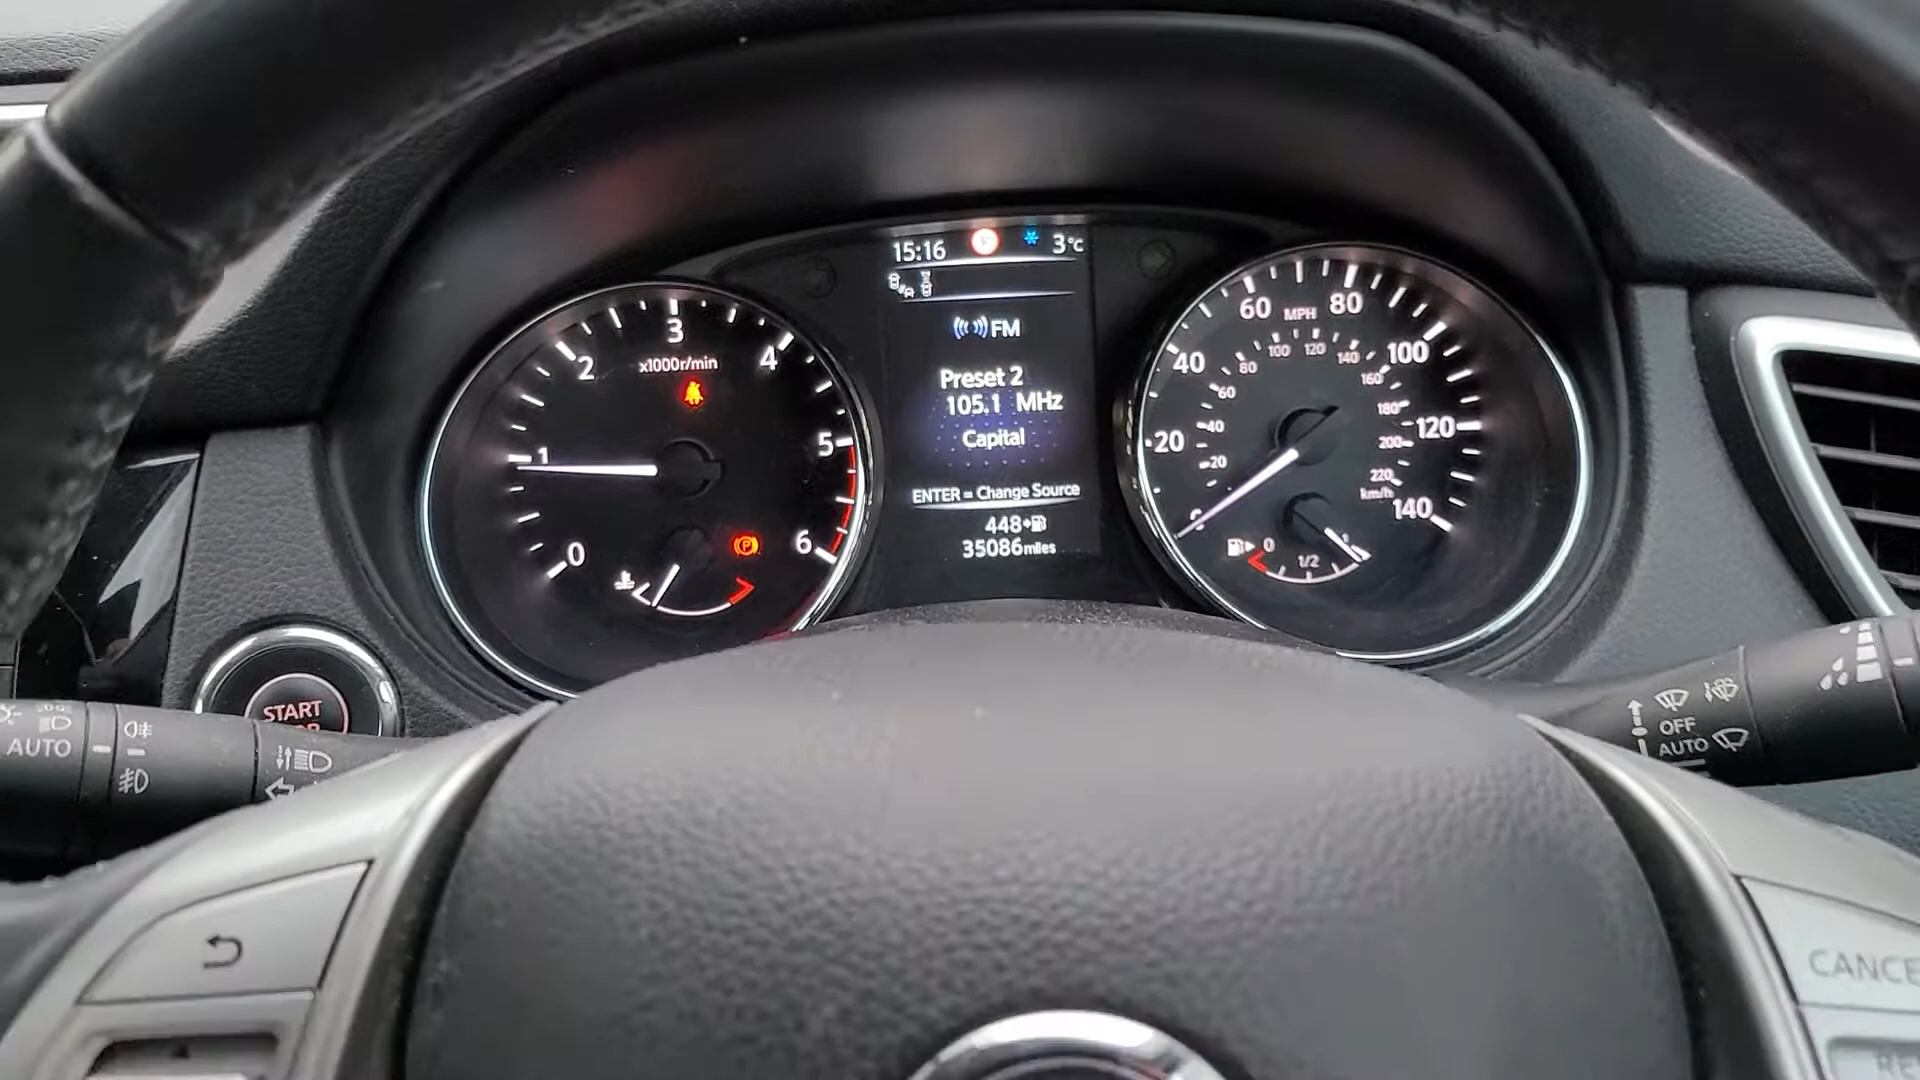 15:16 3°C
FM
Preset 2
105.1 MHz
Capital
ENTER = Change Source
448
35086miles
0
1
2
3
4
5
6
x1000r/min
P
0
20
40
60
80
100
120
140
MPH
20
40
60
80
100
120
140
160
180
200
220
km/h
0
1/2
1
START
AUTO
OFF
AUTO
CANCE